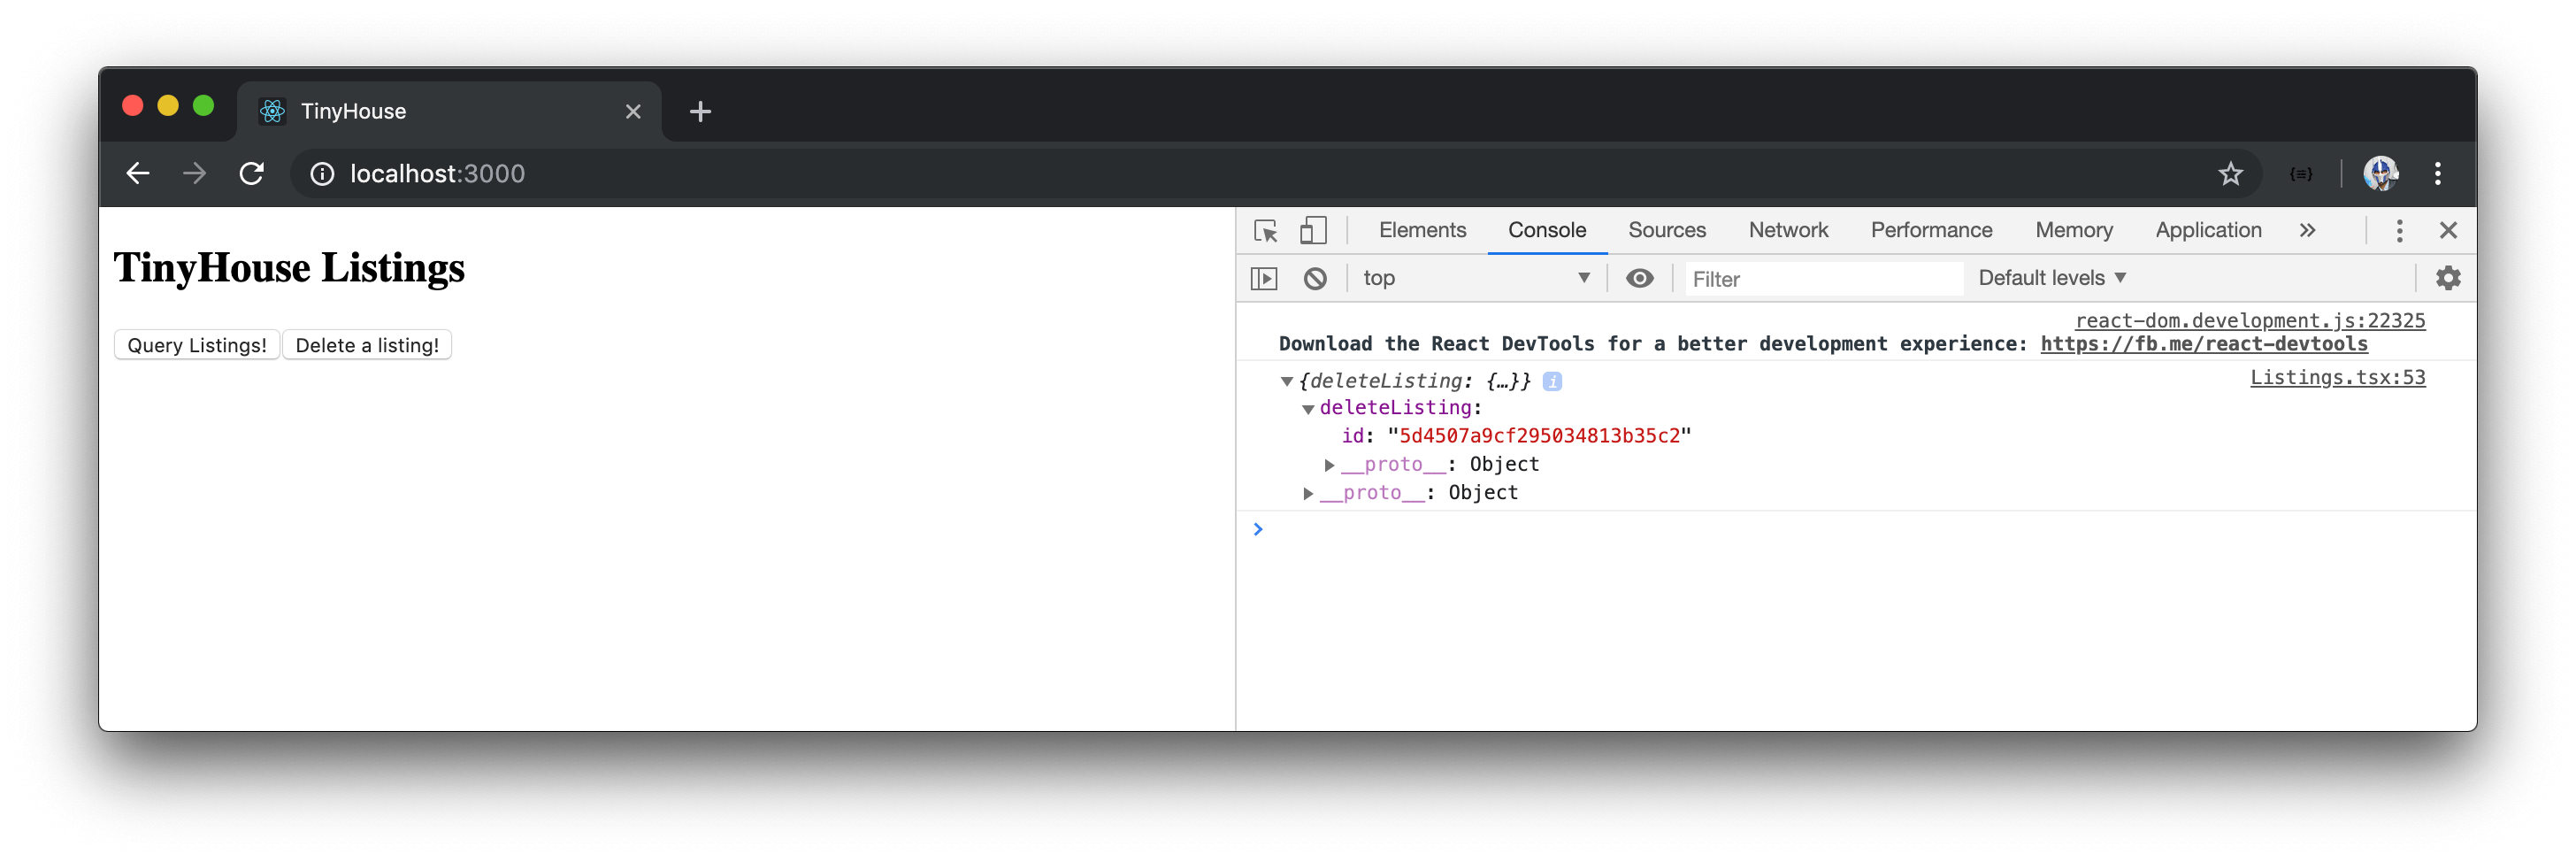 TinyHouse
localhost:3000
TinyHouse Listings
Query Listings! Delete a listing!
Elements Console Sources Network Performance Memory Application »
top Filter Default levels
react-dom.development.js:22325
Download the React DevTools for a better development experience: https://fb.me/react-devtools
{deleteListing: {…}} i Listings.tsx:53
deleteListing:
id: "5d4507a9cf295034813b35c2"
__proto__: Object
__proto__: Object